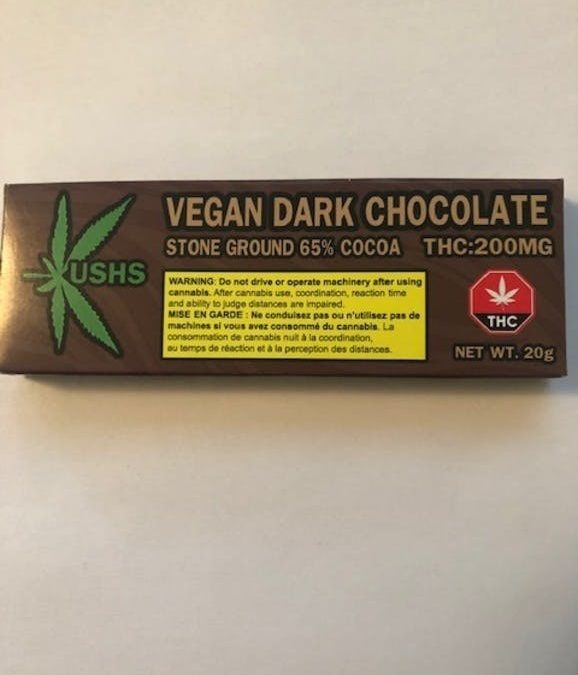 VEGAN DARK CHOCOLATE
STONE GROUND 65% COCOA THC:200MG
KUSHS
WARNING: Do not drive or operate machinery after using
cannabis. After cannabis use, coordination, reaction time
and ability to judge distances are impaired.
MISE EN GARDE : Ne conduisez pas ou n'utilisez pas de
machines si vous avez consommé du cannabis. La
consommation de cannabis nuit à la coordination,
au temps de réaction et à la perception des distances.
THC
NET WT. 20g